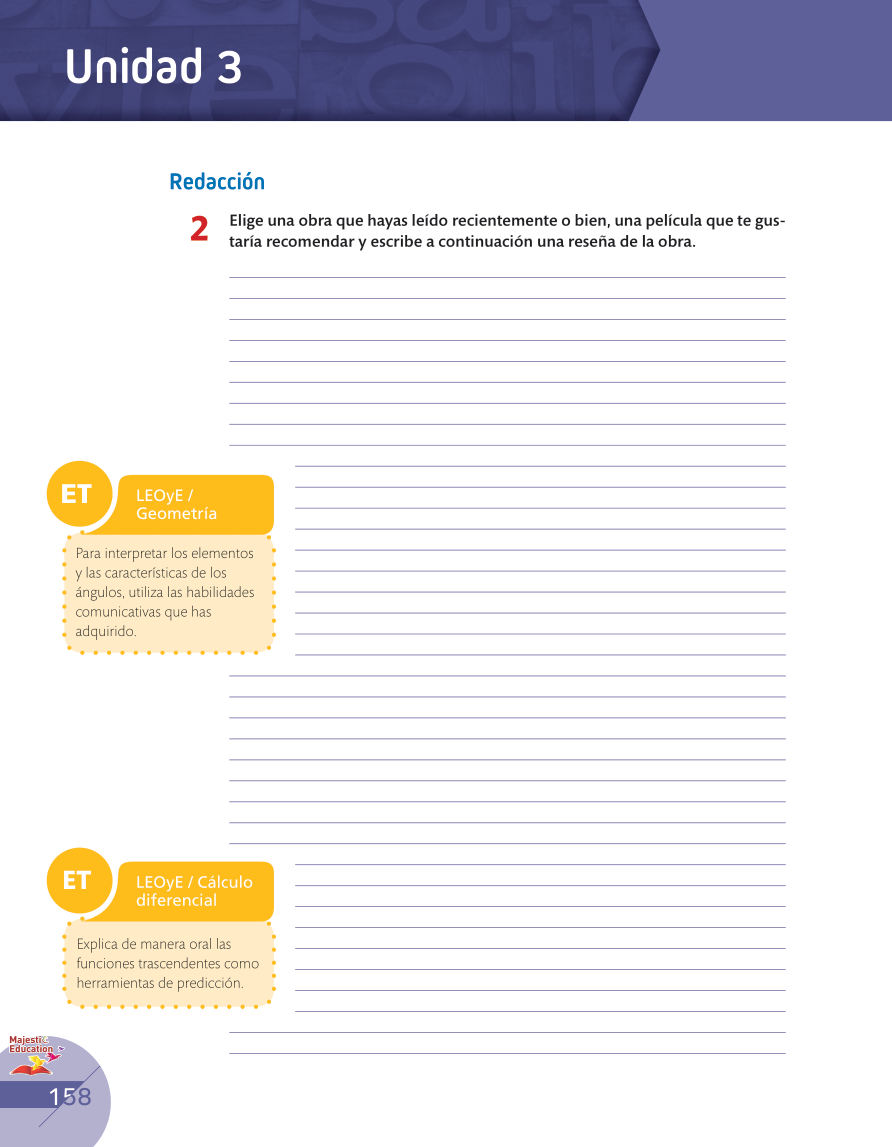 Unidad 3
Redacción
2
Elige una obra que hayas leído recientemente o bien, una película que te gus-
taría recomendar y escribe a continuación una reseña de la obra.
ET
LEOyE /
Geometría
Para interpretar los elementos
y las características de los
ángulos, utiliza las habilidades
comunicativas que has
adquirido.
ET
LEOyE / Cálculo
diferencial
Explica de manera oral las
funciones trascendentes como
herramientas de predicción.
Majestic
Education
158